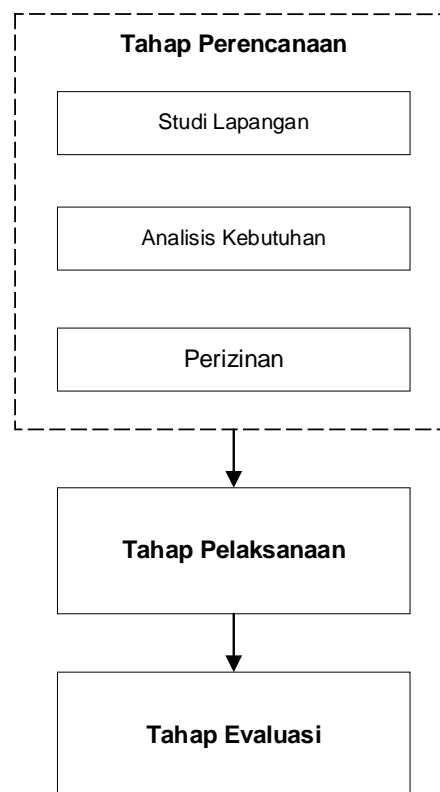 Tahap Perencanaan
Studi Lapangan
Analisis Kebutuhan
Perizinan
Tahap Pelaksanaan
Tahap Evaluasi